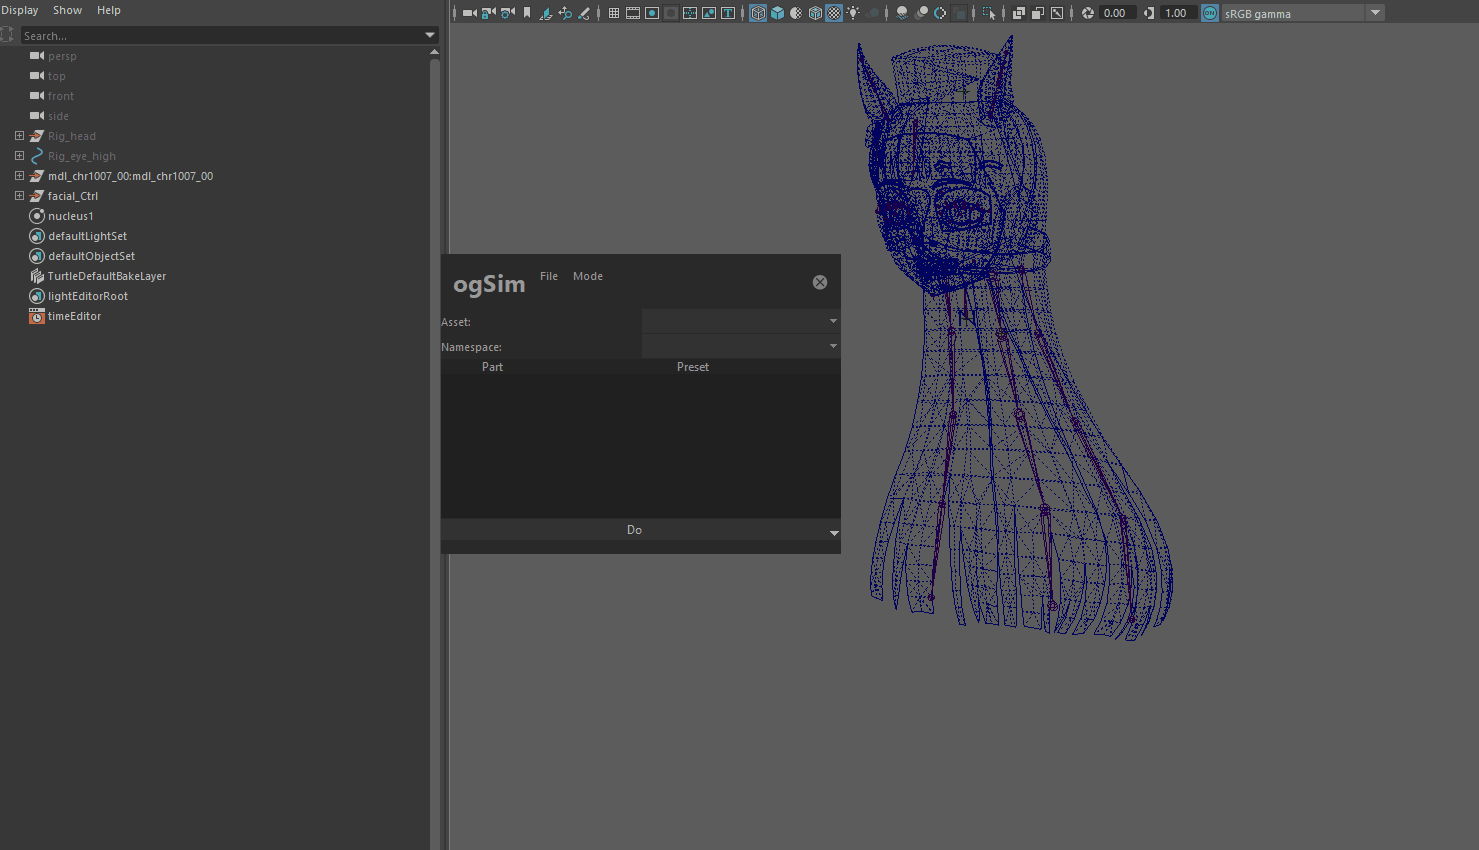 Display Show Help
Search...
persp
top
front
side
Rig_head
Rig_eye_high
mdl_chr1007_00:mdl_chr1007_00
facial_Ctrl
nucleus1
defaultLightSet
defaultObjectSet
TurtleDefaultBakeLayer
lightEditorRoot
timeEditor
0.00 1.00 ON sRGB gamma
ogSim File Mode
Asset:
Namespace:
Part Preset
Do